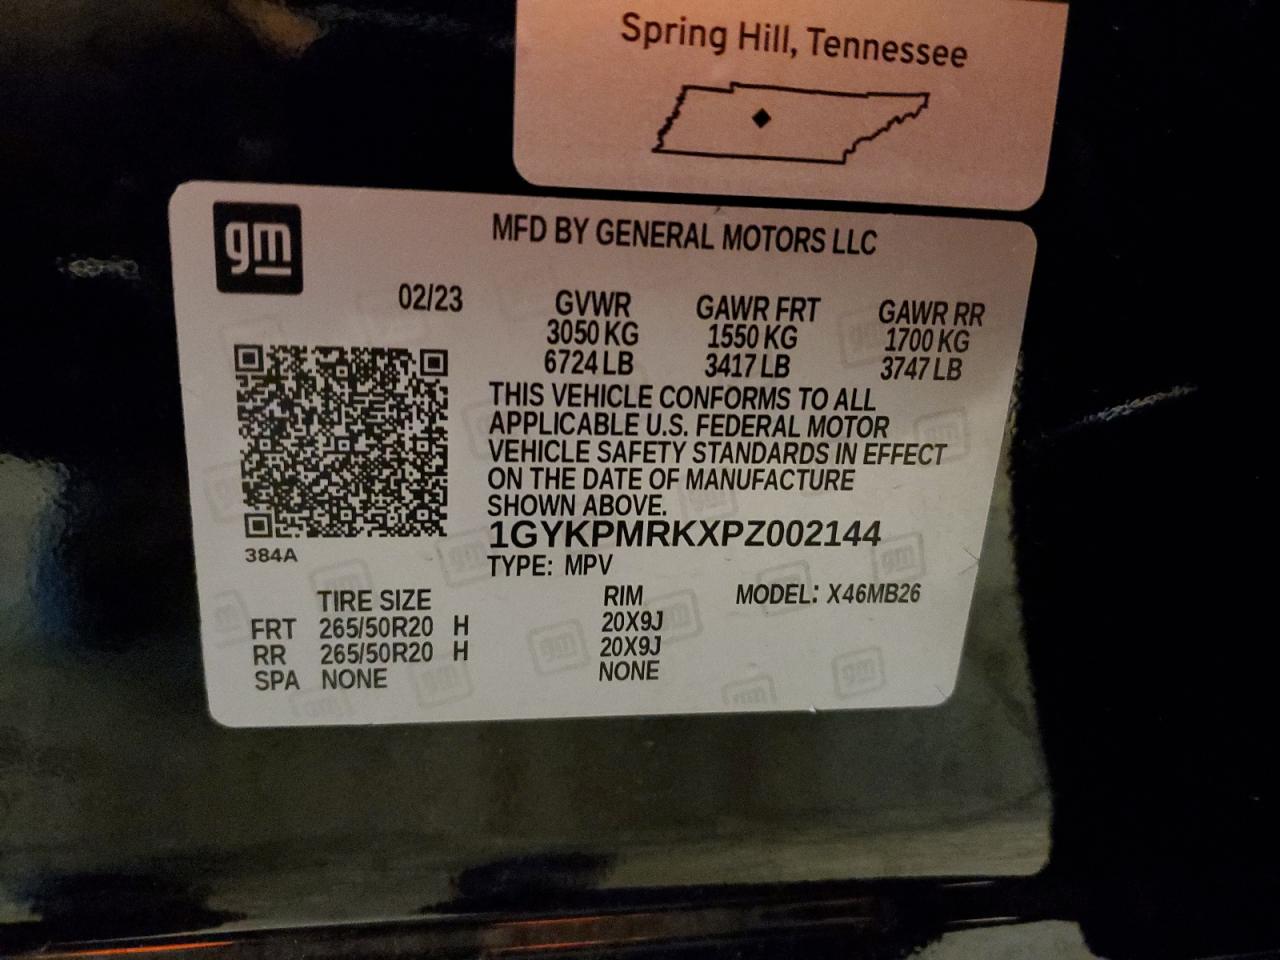 Spring Hill, Tennessee
gm
MFD BY GENERAL MOTORS LLC
02/23 GVWR GAWR FRT GAWR RR
3050 KG 1550 KG 1700 KG
6724 LB 3417 LB 3747 LB
THIS VEHICLE CONFORMS TO ALL
APPLICABLE U.S. FEDERAL MOTOR
VEHICLE SAFETY STANDARDS IN EFFECT
ON THE DATE OF MANUFACTURE
SHOWN ABOVE.
1GYKPMRKXPZ002144
384A
TYPE: MPV
TIRE SIZE RIM MODEL: X46MB26
FRT 265/50R20 H 20X9J
RR 265/50R20 H 20X9J
SPA NONE NONE